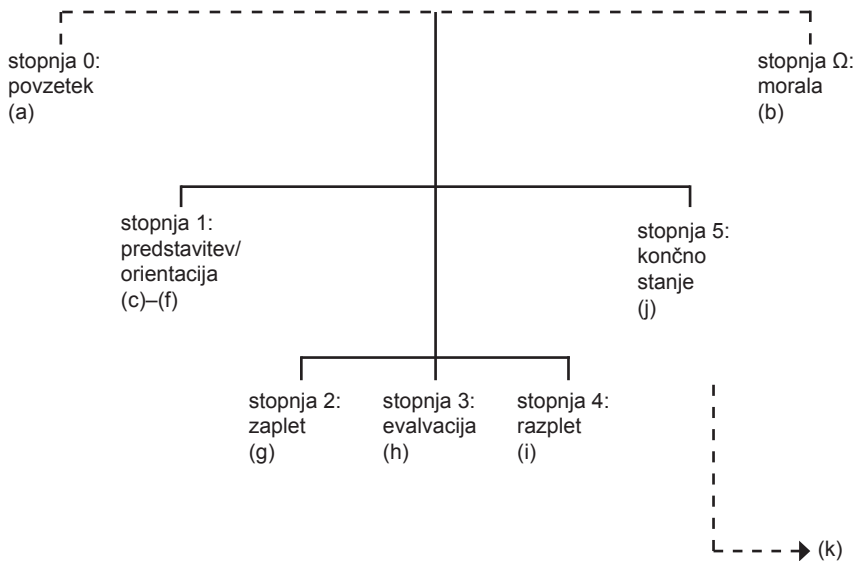 stopnja 0:
povzetek
(a)
stopnja Ω:
morala
(b)
stopnja 1:
predstavitev/
orientacija
(c)–(f)
stopnja 5:
končno
stanje
(j)
stopnja 2:
zaplet
(g)
stopnja 3:
evalvacija
(h)
stopnja 4:
razplet
(i)
(k)